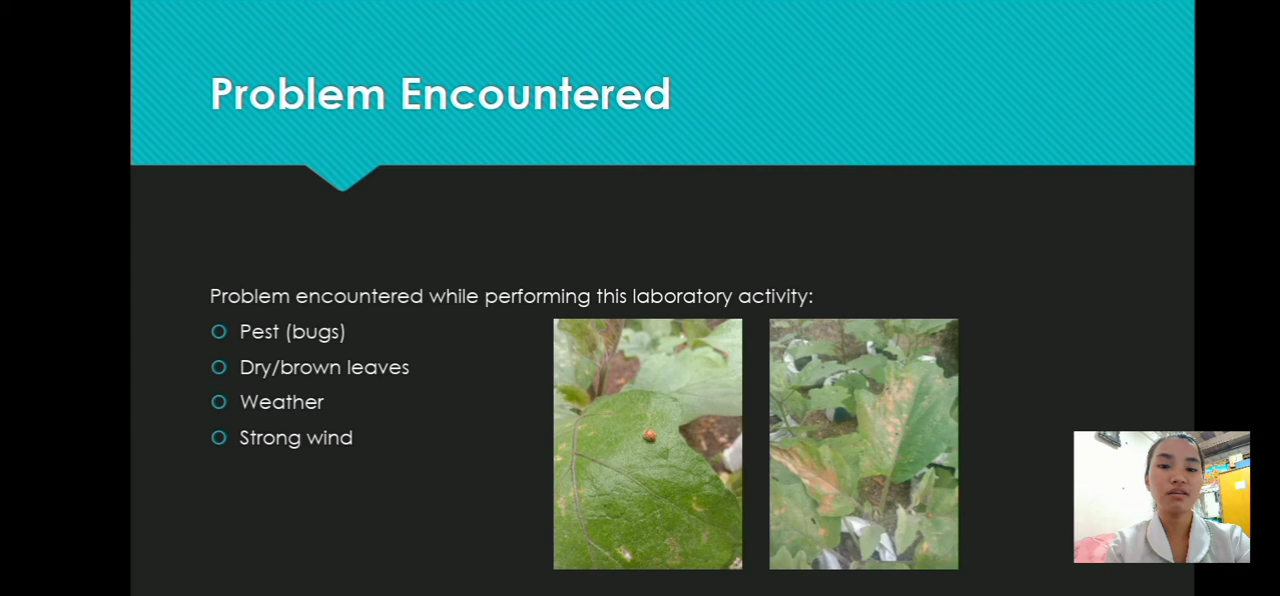 Problem Encountered
Problem encountered while performing this laboratory activity:
Pest (bugs)
Dry/brown leaves
Weather
Strong wind